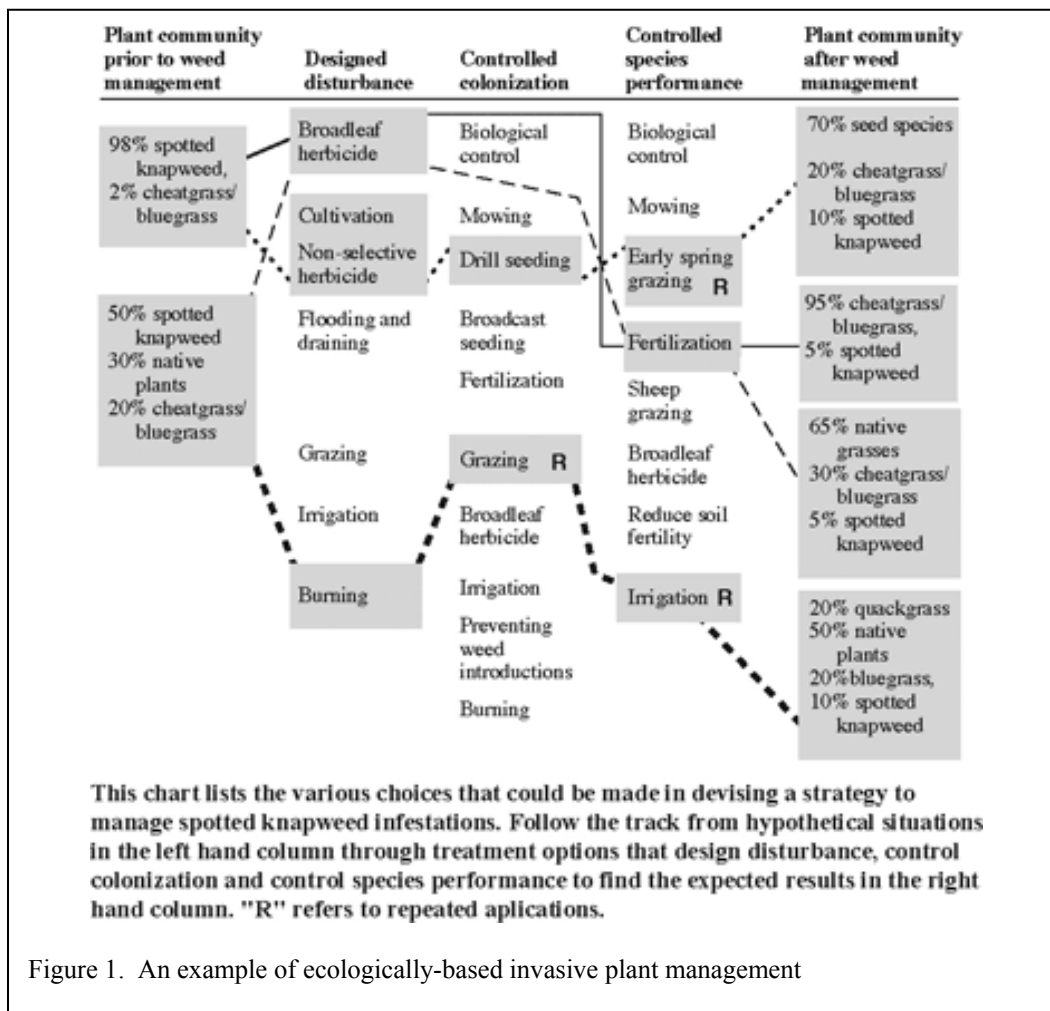 Plant community
prior to weed
management
Designed
disturbance
Controlled
colonization
Controlled
species
performance
Plant community
after weed
management
98% spotted
knapweed,
2% cheatgrass/
bluegrass
50% spotted
knapweed
30% native
plants
20% cheatgrass/
bluegrass
Broadleaf
herbicide
Cultivation
Non-selective
herbicide
Flooding and
draining
Grazing
Irrigation
Burning
Biological
control
Mowing
Drill seeding
Broadcast
seeding
Fertilization
Grazing R
Broadleaf
herbicide
Irrigation
Preventing
weed
introductions
Burning
Biological
control
Mowing
Early spring
grazing R
Fertilization
Sheep
grazing
Broadleaf
herbicide
Reduce soil
fertility
Irrigation R
70% seed species
20% cheatgrass/
bluegrass
10% spotted
knapweed
95% cheatgrass/
bluegrass,
5% spotted
knapweed
65% native
grasses
30% cheatgrass/
bluegrass
5% spotted
knapweed
20% quackgrass
50% native
plants
20%bluegrass,
10% spotted
knapweed
This chart lists the various choices that could be made in devising a strategy to
manage spotted knapweed infestations. Follow the track from hypothetical situations
in the left hand column through treatment options that design disturbance, control
colonization and control species performance to find the expected results in the right
hand column. "R" refers to repeated aplications.
Figure 1. An example of ecologically-based invasive plant management